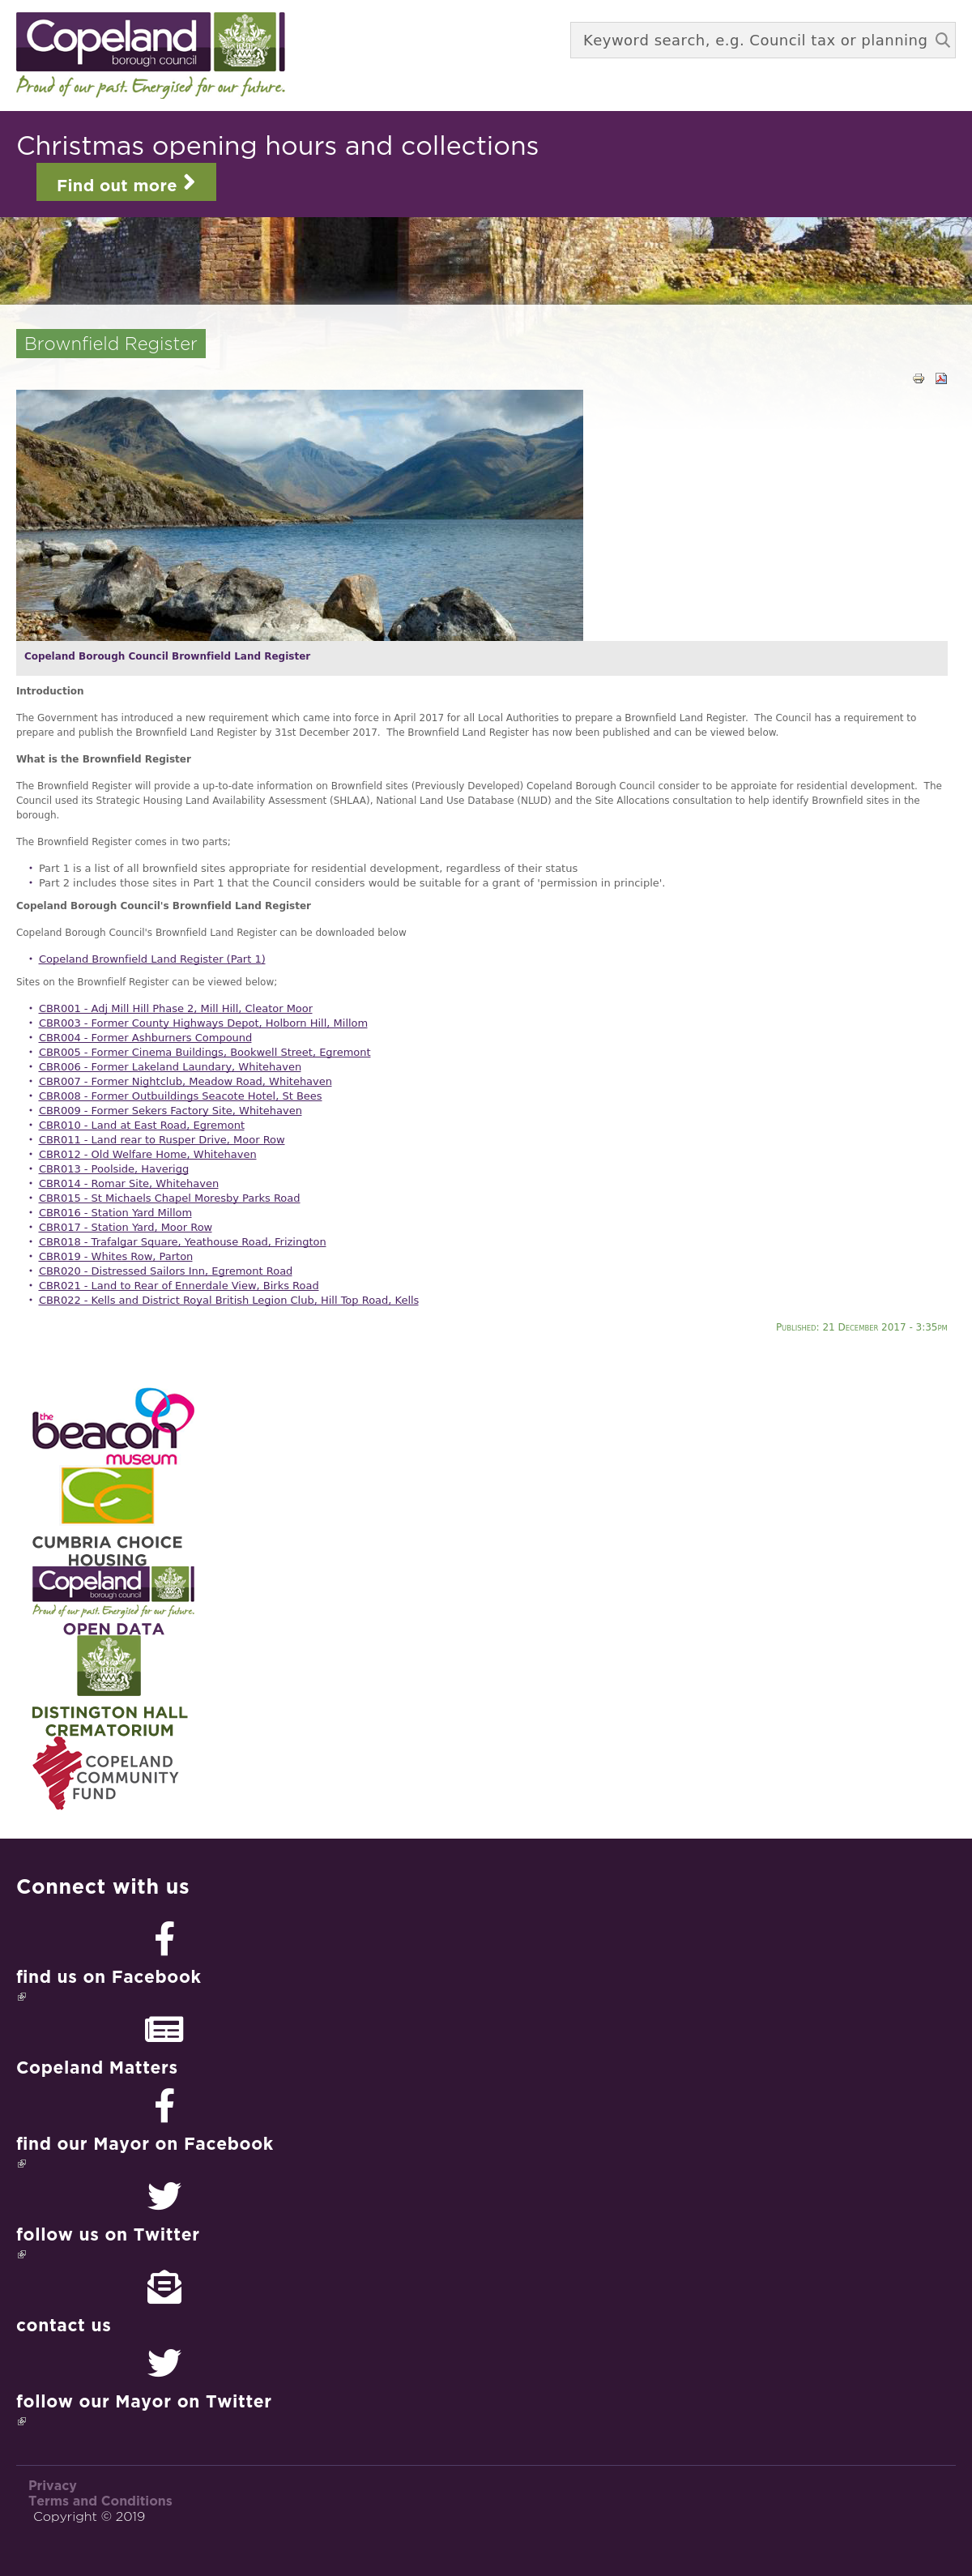 Copeland
borough council
Proud of our past. Energised for our future.
Keyword search, e.g. Council tax or planning
Christmas opening hours and collections
Find out more
Brownfield Register
Copeland Borough Council Brownfield Land Register
Introduction
The Government has introduced a new requirement which came into force in April 2017 for all Local Authorities to prepare a Brownfield Land Register.  The Council has a requirement to
prepare and publish the Brownfield Land Register by 31st December 2017.  The Brownfield Land Register has now been published and can be viewed below.
What is the Brownfield Register
The Brownfield Register will provide a up-to-date information on Brownfield sites (Previously Developed) Copeland Borough Council consider to be approiate for residential development.  The
Council used its Strategic Housing Land Availability Assessment (SHLAA), National Land Use Database (NLUD) and the Site Allocations consultation to help identify Brownfield sites in the
borough.
The Brownfield Register comes in two parts;
• Part 1 is a list of all brownfield sites appropriate for residential development, regardless of their status
• Part 2 includes those sites in Part 1 that the Council considers would be suitable for a grant of 'permission in principle'.
Copeland Borough Council's Brownfield Land Register
Copeland Borough Council's Brownfield Land Register can be downloaded below
• Copeland Brownfield Land Register (Part 1)
Sites on the Brownfielf Register can be viewed below;
• CBR001 - Adj Mill Hill Phase 2, Mill Hill, Cleator Moor
• CBR003 - Former County Highways Depot, Holborn Hill, Millom
• CBR004 - Former Ashburners Compound
• CBR005 - Former Cinema Buildings, Bookwell Street, Egremont
• CBR006 - Former Lakeland Laundary, Whitehaven
• CBR007 - Former Nightclub, Meadow Road, Whitehaven
• CBR008 - Former Outbuildings Seacote Hotel, St Bees
• CBR009 - Former Sekers Factory Site, Whitehaven
• CBR010 - Land at East Road, Egremont
• CBR011 - Land rear to Rusper Drive, Moor Row
• CBR012 - Old Welfare Home, Whitehaven
• CBR013 - Poolside, Haverigg
• CBR014 - Romar Site, Whitehaven
• CBR015 - St Michaels Chapel Moresby Parks Road
• CBR016 - Station Yard Millom
• CBR017 - Station Yard, Moor Row
• CBR018 - Trafalgar Square, Yeathouse Road, Frizington
• CBR019 - Whites Row, Parton
• CBR020 - Distressed Sailors Inn, Egremont Road
• CBR021 - Land to Rear of Ennerdale View, Birks Road
• CBR022 - Kells and District Royal British Legion Club, Hill Top Road, Kells
Published: 21 December 2017 - 3:35pm
the
beacon
museum
CUMBRIA CHOICE
HOUSING
Copeland
borough council
Proud of our past. Energised for our future.
OPEN DATA
DISTINGTON HALL
CREMATORIUM
COPELAND
COMMUNITY
FUND
Connect with us
find us on Facebook
Copeland Matters
find our Mayor on Facebook
follow us on Twitter
contact us
follow our Mayor on Twitter
Privacy
Terms and Conditions
Copyright © 2019